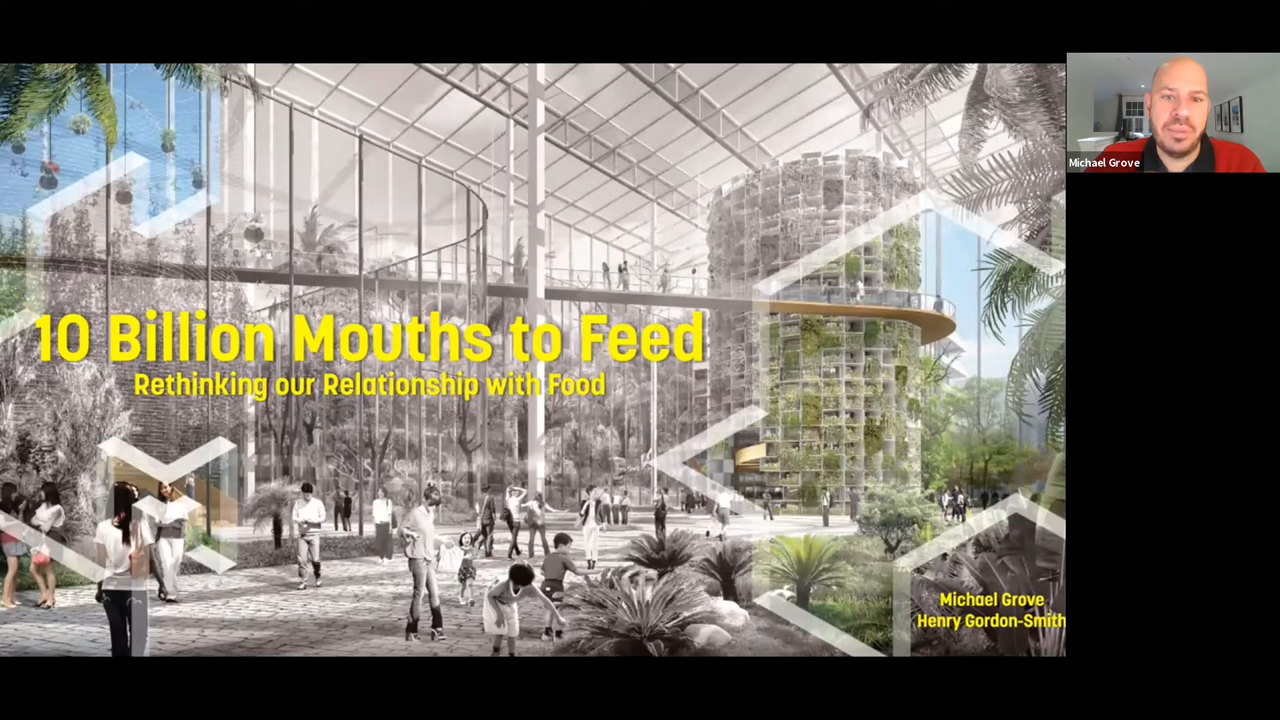 10 Billion Mouths to Feed
Rethinking our Relationship with Food
Michael Grove
Henry Gordon-Smith
Michael Grove